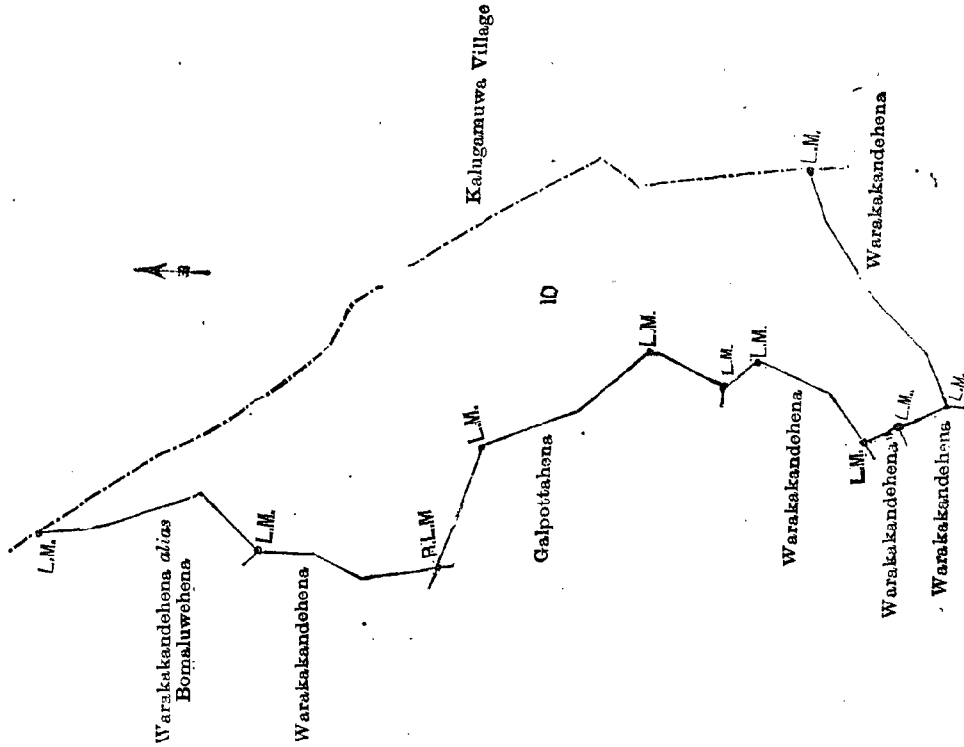 L.M.
Warakakandehena alias
Bomaluwehena
L.M.
Warakakandehena
B.L.M
L.M.
Galpottahena
L.M.
L.M.
L.M.
Warakakandehena
L.M.
Warakakandehena
L.M.
Warakakandehena
L.M.
10
Kalugamuwa Village
L.M.
Warakakandehena